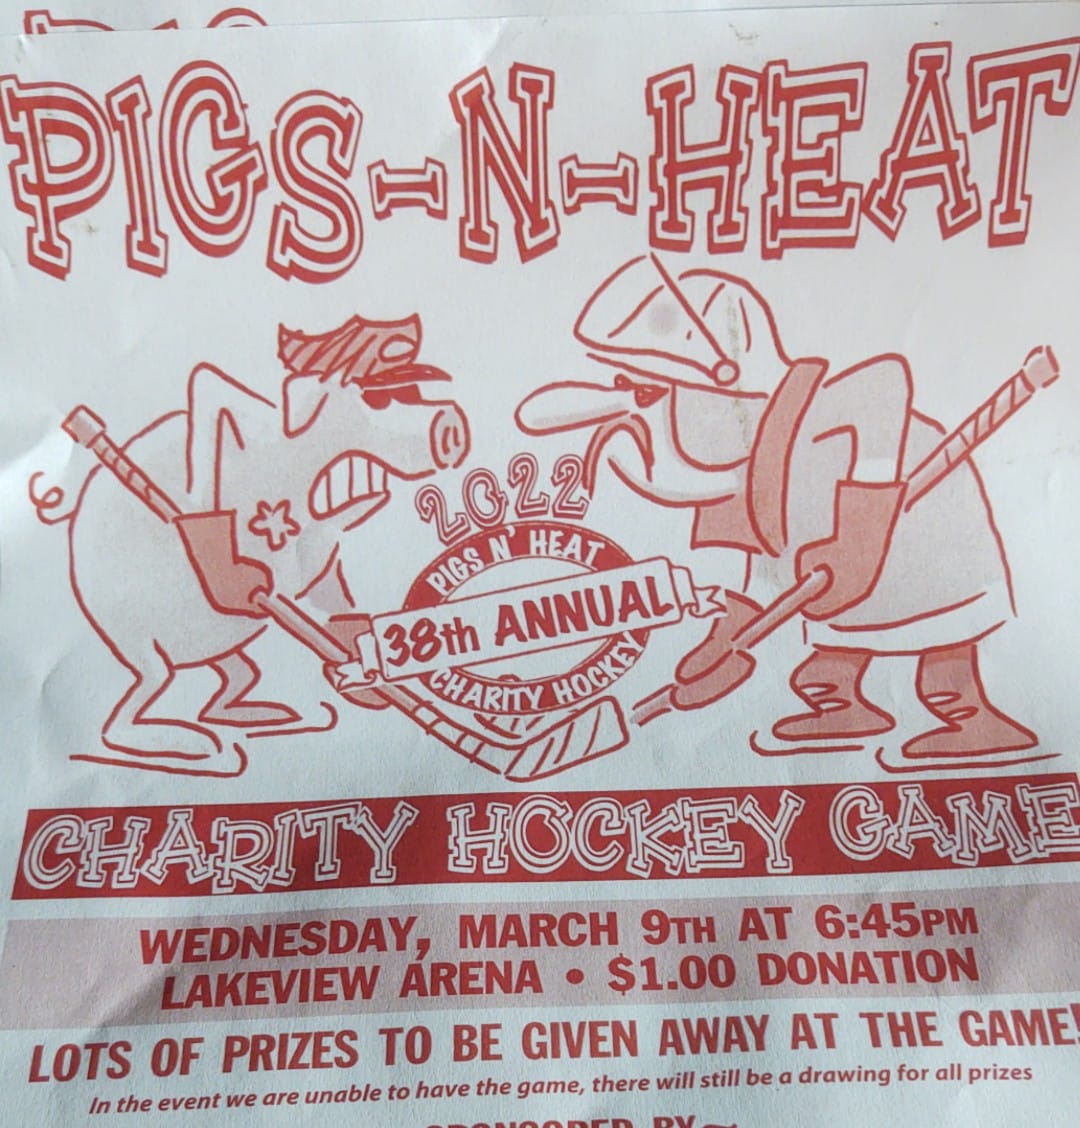 PIGS-N-HEAT
2022
PIGS N' HEAT
38th ANNUAL
CHARITY HOCKEY
CHARITY HOCKEY GAME
WEDNESDAY, MARCH 9TH AT 6:45PM
LAKEVIEW ARENA • $1.00 DONATION
LOTS OF PRIZES TO BE GIVEN AWAY AT THE GAME!
In the event we are unable to have the game, there will still be a drawing for all prizes
SPONSORED BY